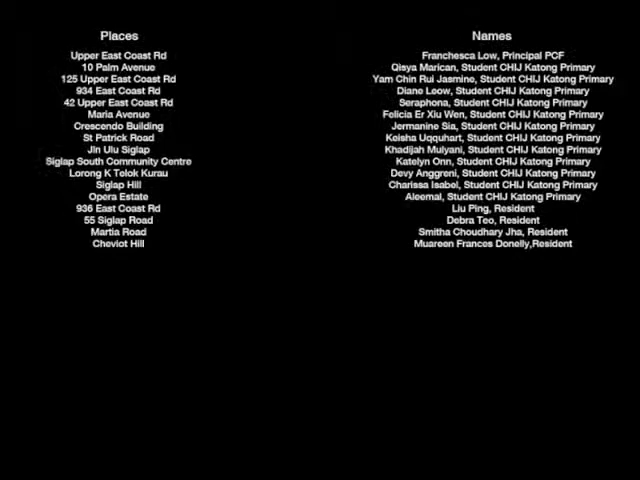 Places
Upper East Coast Rd
10 Palm Avenue
125 Upper East Coast Rd
934 East Coast Rd
42 Upper East Coast Rd
Maria Avenue
Crescendo Building
St Patrick Road
Jln Ulu Siglap
Siglap South Community Centre
Lorong K Telok Kurau
Siglap Hill
Opera Estate
936 East Coast Rd
55 Siglap Road
Martia Road
Cheviot Hill
Names
Franchesca Low, Principal PCF
Qisya Marican, Student CHIJ Katong Primary
Yam Chin Rui Jasmine, Student CHIJ Katong Primary
Diane Leow, Student CHIJ Katong Primary
Seraphona, Student CHIJ Katong Primary
Felicia Er Xiu Wen, Student CHIJ Katong Primary
Jermanine Sia, Student CHIJ Katong Primary
Keisha Uqquhart, Student CHIJ Katong Primary
Khadijah Mulyani, Student CHIJ Katong Primary
Katelyn Onn, Student CHIJ Katong Primary
Devy Anggreni, Student CHIJ Katong Primary
Charissa Isabel, Student CHIJ Katong Primary
Aleemal, Student CHIJ Katong Primary
Liu Ping, Resident
Debra Teo, Resident
Smitha Choudhary Jha, Resident
Muareen Frances Donelly,Resident